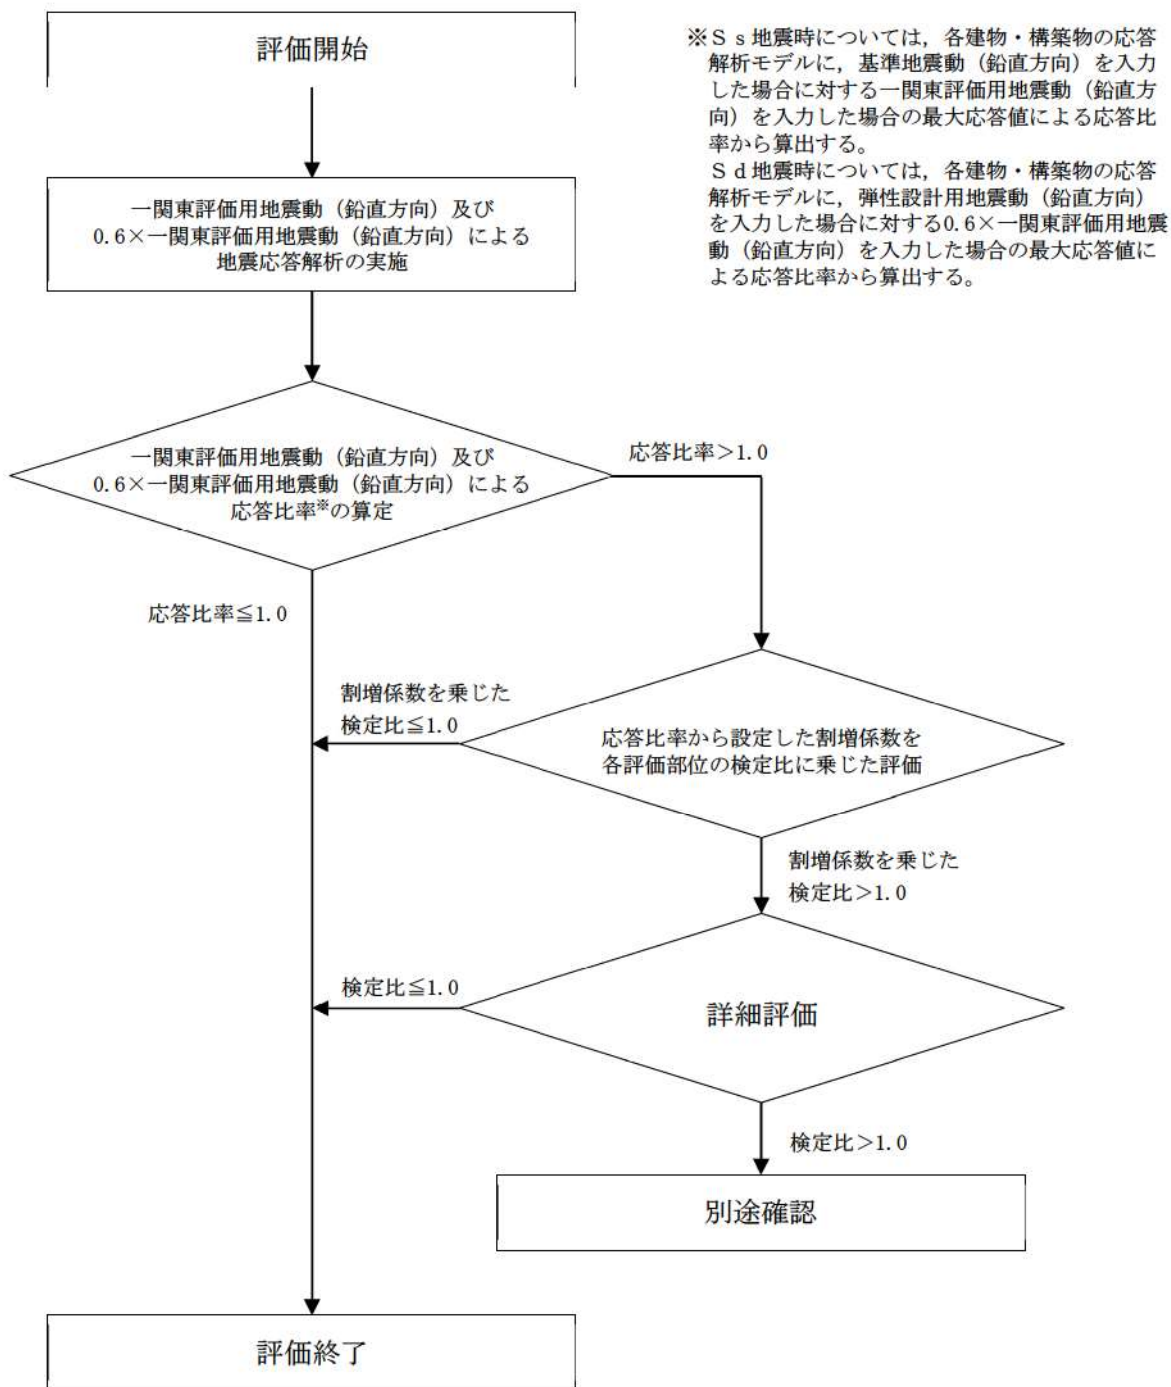 評価開始
※Ｓｓ地震時については，各建物・構築物の応答
解析モデルに，基準地震動（鉛直方向）を入力
した場合に対する一関東評価用地震動（鉛直方
向）を入力した場合の最大応答値による応答比
率から算出する。
Ｓｄ地震時については，各建物・構築物の応答
解析モデルに，弾性設計用地震動（鉛直方向）
を入力した場合に対する0.6×一関東評価用地震
動（鉛直方向）を入力した場合の最大応答値に
よる応答比率から算出する。
一関東評価用地震動（鉛直方向）及び
0.6×一関東評価用地震動（鉛直方向）による
地震応答解析の実施
一関東評価用地震動（鉛直方向）及び
0.6×一関東評価用地震動（鉛直方向）による
応答比率※の算定
応答比率＞1.0
応答比率≦1.0
割増係数を乗じた
検定比≦1.0
応答比率から設定した割増係数を
各評価部位の検定比に乗じた評価
割増係数を乗じた
検定比＞1.0
検定比≦1.0
詳細評価
検定比＞1.0
別途確認
評価終了